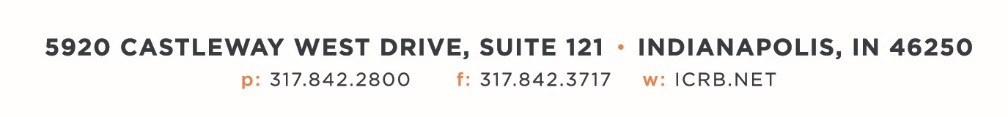 5920 CASTLEWAY WEST DRIVE, SUITE 121 • INDIANAPOLIS, IN 46250
p: 317.842.2800 f: 317.842.3717 w: ICRB.NET